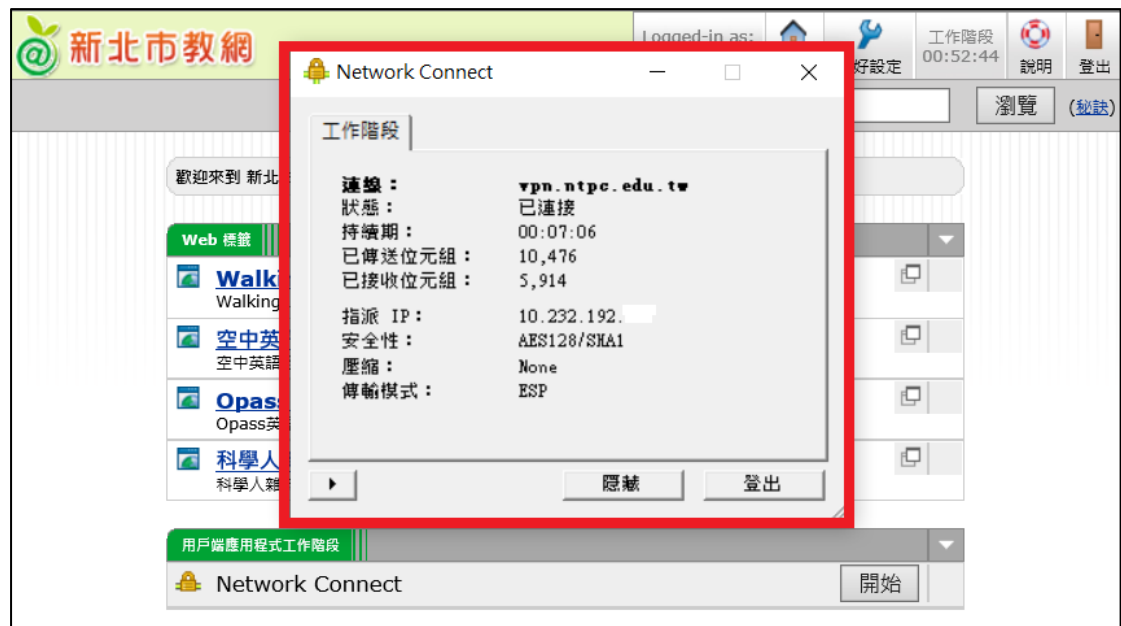 新北市教網
Logged-in as:
好設定
工作階段
00:52:44
說明
登出
瀏覽
(秘訣)
Network Connect
工作階段
連線： vpn.ntpc.edu.tw
狀態： 已連接
持續期： 00:07:06
已傳送位元組： 10,476
已接收位元組： 5,914
指派 IP： 10.232.192.
安全性： AES128/SHA1
壓縮： None
傳輸模式： ESP
隱藏
登出
歡迎來到 新北
Web 標籤
Walki
Walking
空中英
空中英語
Opas
Opass英
科學人
科學人雜
用戶端應用程式工作階段
Network Connect
開始